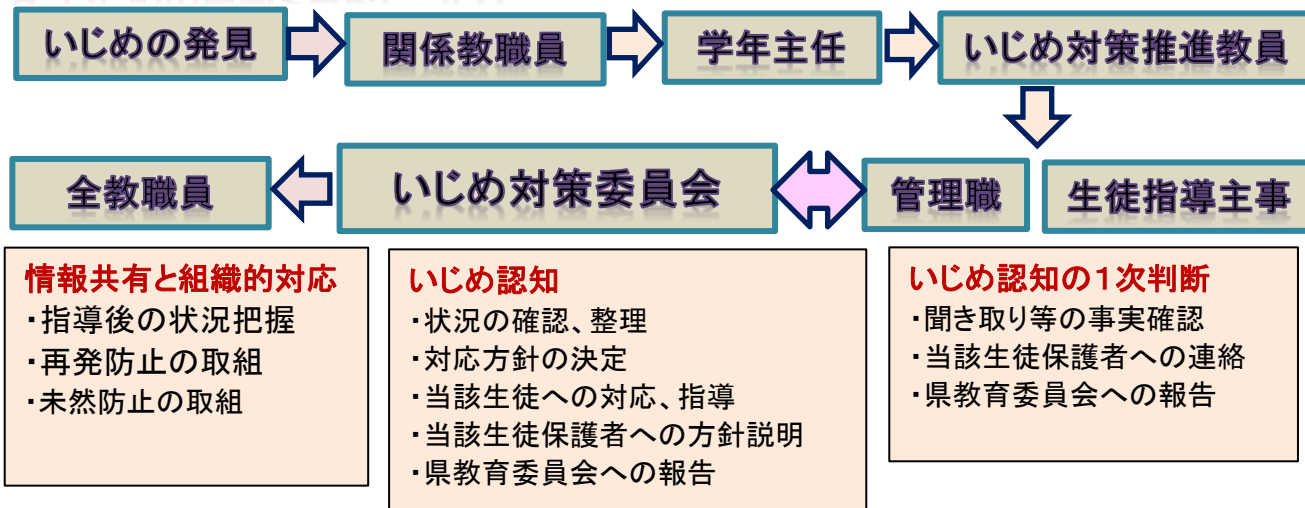 いじめの発見
関係教職員
学年主任
いじめ対策推進教員
全教職員
いじめ対策委員会
管理職
生徒指導主事
情報共有と組織的対応
・指導後の状況把握
・再発防止の取組
・未然防止の取組
いじめ認知
・状況の確認、整理
・対応方針の決定
・当該生徒への対応、指導
・当該生徒保護者への方針説明
・県教育委員会への報告
いじめ認知の１次判断
・聞き取り等の事実確認
・当該生徒保護者への連絡
・県教育委員会への報告